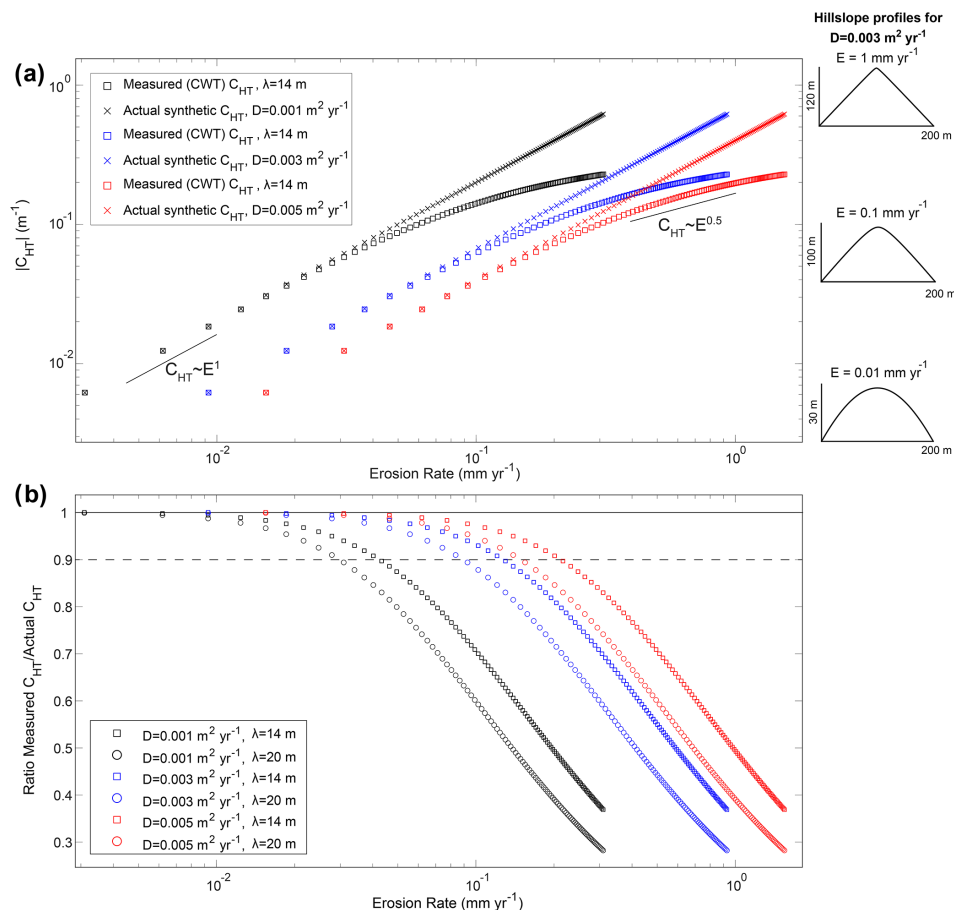 (a)
10⁰
10⁻¹
10⁻²
|C_HT| (m⁻¹)
□ Measured (CWT) C_HT, λ=14 m
× Actual synthetic C_HT, D=0.001 m² yr⁻¹
□ Measured (CWT) C_HT, λ=14 m
× Actual synthetic C_HT, D=0.003 m² yr⁻¹
□ Measured (CWT) C_HT, λ=14 m
× Actual synthetic C_HT, D=0.005 m² yr⁻¹
C_HT~E¹
C_HT~E⁰·⁵
10⁻² 10⁻¹ 10⁰
Erosion Rate (mm yr⁻¹)
Hillslope profiles for
D=0.003 m² yr⁻¹
E = 1 mm yr⁻¹
120 m
200 m
E = 0.1 mm yr⁻¹
100 m
200 m
E = 0.01 mm yr⁻¹
30 m
200 m
(b)
1
0.9
0.8
0.7
0.6
0.5
0.4
0.3
Ratio Measured C_HT/Actual C_HT
□ D=0.001 m² yr⁻¹, λ=14 m
○ D=0.001 m² yr⁻¹, λ=20 m
□ D=0.003 m² yr⁻¹, λ=14 m
○ D=0.003 m² yr⁻¹, λ=20 m
□ D=0.005 m² yr⁻¹, λ=14 m
○ D=0.005 m² yr⁻¹, λ=20 m
10⁻² 10⁻¹ 10⁰
Erosion Rate (mm yr⁻¹)